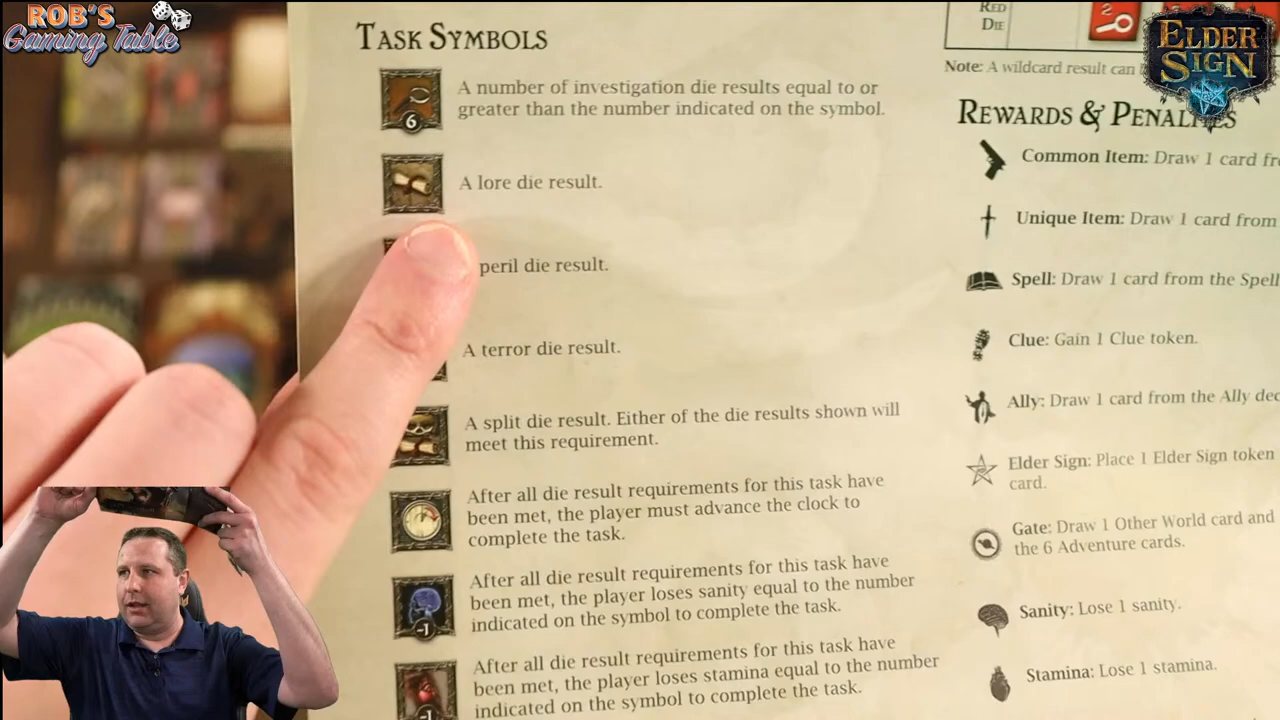 ROB'S
Gaming Table
ELDER
SIGN
TASK SYMBOLS
6
A number of investigation die results equal to or
greater than the number indicated on the symbol.
A lore die result.
peril die result.
A terror die result.
A split die result. Either of the die results shown will
meet this requirement.
After all die result requirements for this task have
been met, the player must advance the clock to
complete the task.
-1
After all die result requirements for this task have
been met, the player loses sanity equal to the number
indicated on the symbol to complete the task.
-1
After all die result requirements for this task have
been met, the player loses stamina equal to the number
indicated on the symbol to complete the task.
RED
DIE
2
Note: A wildcard result can
REWARDS & PENALTIES
Common Item: Draw 1 card
Unique Item: Draw 1 card from
Spell: Draw 1 card from the Spell
Clue: Gain 1 Clue token.
Ally: Draw 1 card from the Ally
Elder Sign: Place 1 Elder Sign token
card.
Gate: Draw 1 Other World card and
the 6 Adventure cards.
Sanity: Lose 1 sanity.
Stamina: Lose 1 stamina.